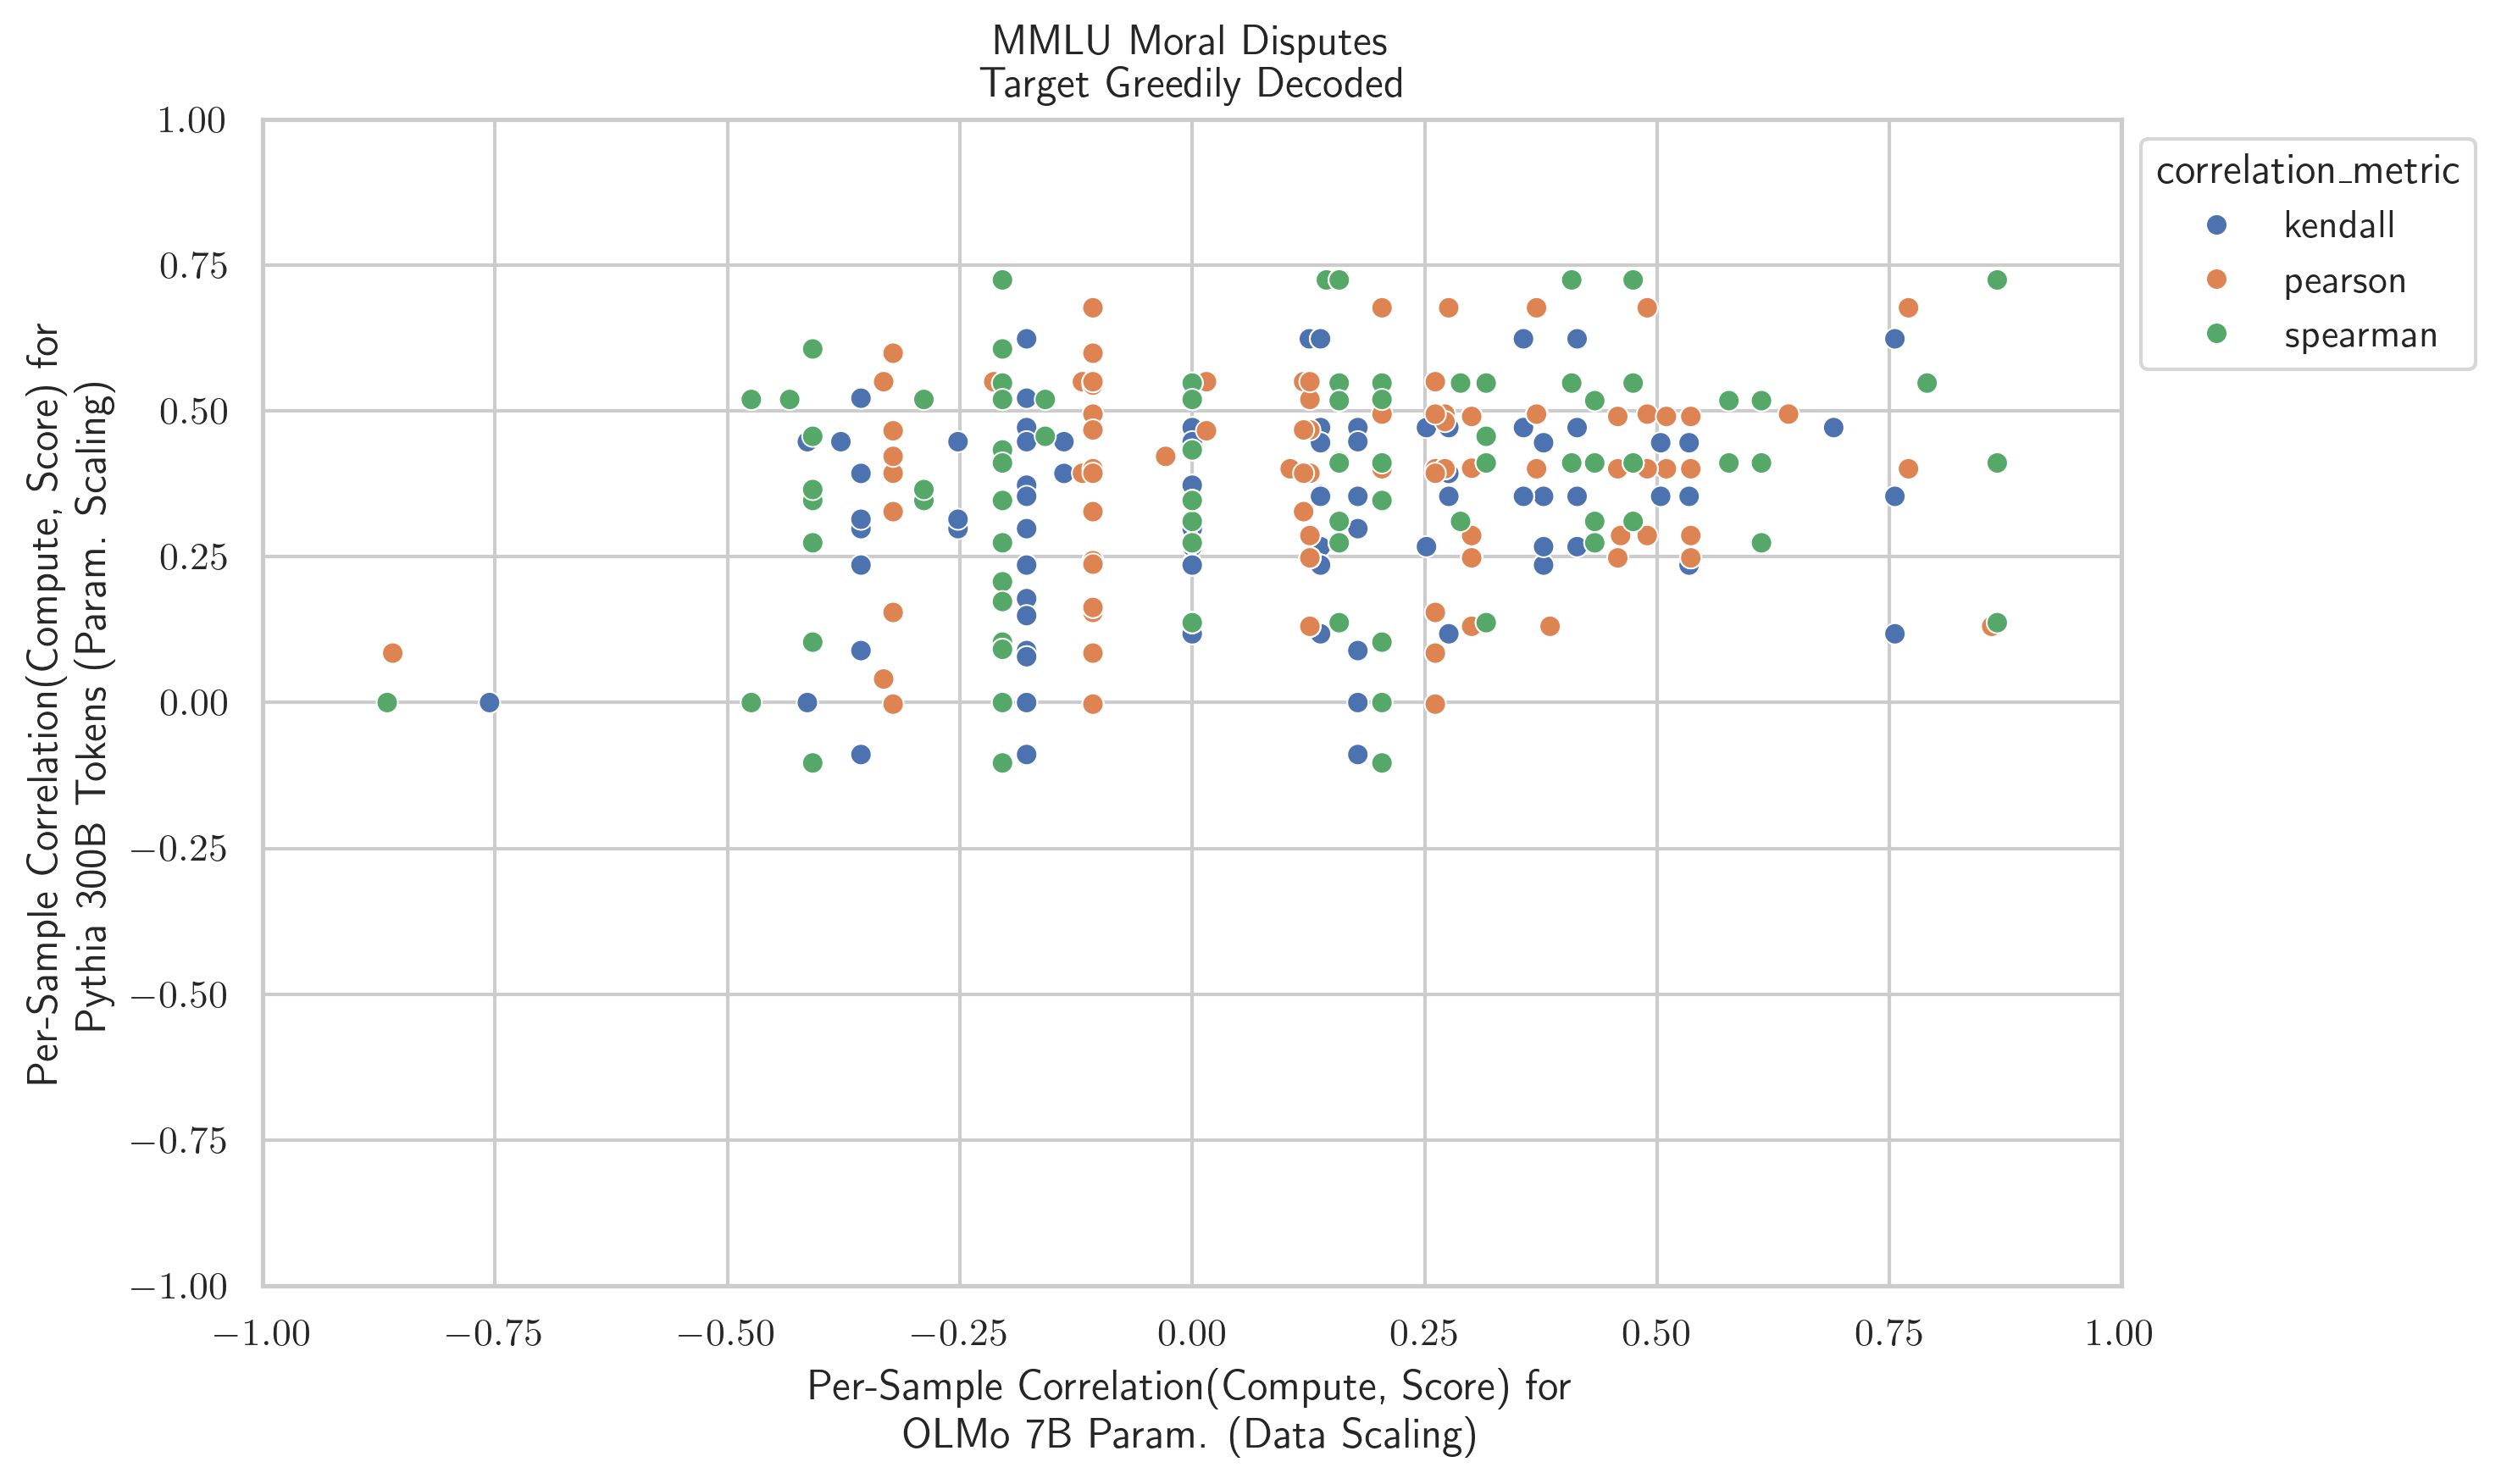 MMLU Moral Disputes
Target Greedily Decoded
Per-Sample Correlation(Compute, Score) for
Pythia 300B Tokens (Param. Scaling)
1.00
0.75
0.50
0.25
0.00
−0.25
−0.50
−0.75
−1.00
−1.00
−0.75
−0.50
−0.25
0.00
0.25
0.50
0.75
1.00
Per-Sample Correlation(Compute, Score) for
OLMo 7B Param. (Data Scaling)
correlation_metric
kendall
pearson
spearman